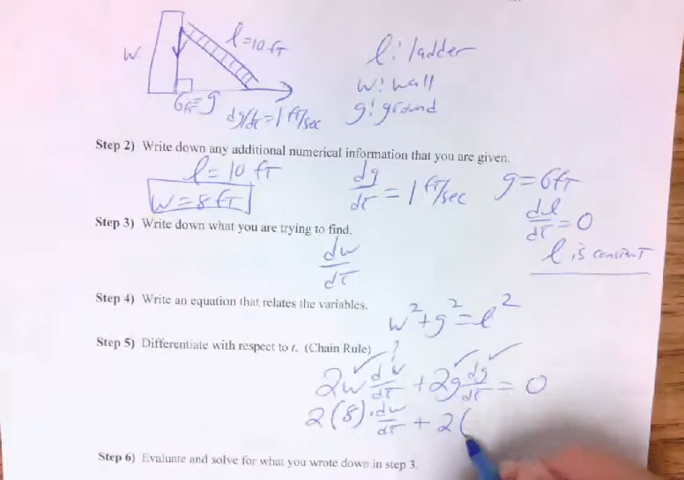 l = 10 ft
w
l : ladder
w : wall
g : ground
6ft = g
dg/dt = 1 ft/sec
Step 2) Write down any additional numerical information that you are given.
l = 10 ft
dg/dt = 1 ft/sec
g = 6ft
w = 8 ft
dl/dt = 0
l is constant
Step 3) Write down what you are trying to find.
dw/dt
Step 4) Write an equation that relates the variables.
w² + g² = l²
Step 5) Differentiate with respect to t. (Chain Rule)
?
2w dw/dt + 2g dg/dt = 0
2(8) · dw/dt + 2(
Step 6) Evaluate and solve for what you wrote down in step 3.